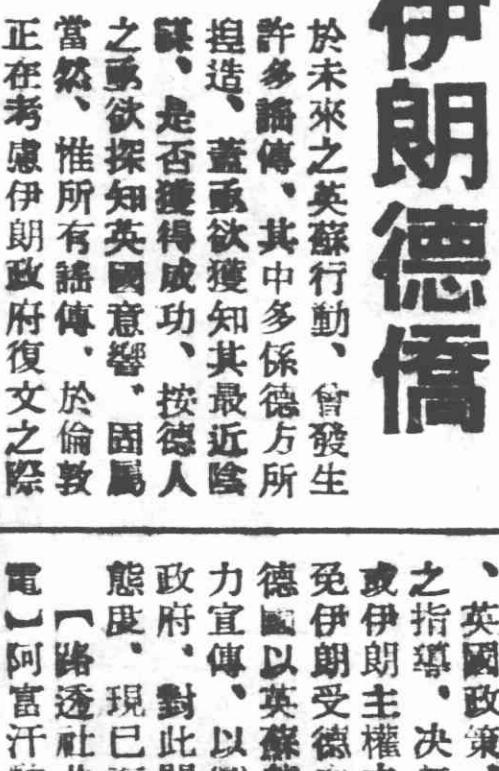 伊朗德僑
於未來之英蘇行動、曾發生
許多謠傳、其中多係德方所
揑造、蓋亟欲獲知其最近陰
謀、是否獲得成功、按德人
之亟欲探知英國意響、固屬
當然、惟所有謠傳、於倫敦
正在考慮伊朗政府復文之際
、英國政策、
之指導、决
或伊朗主權
免伊朗受德
德國以英蘇
力宣傳、以
政府、對此
態度、現已
【路透社
電】阿富汗